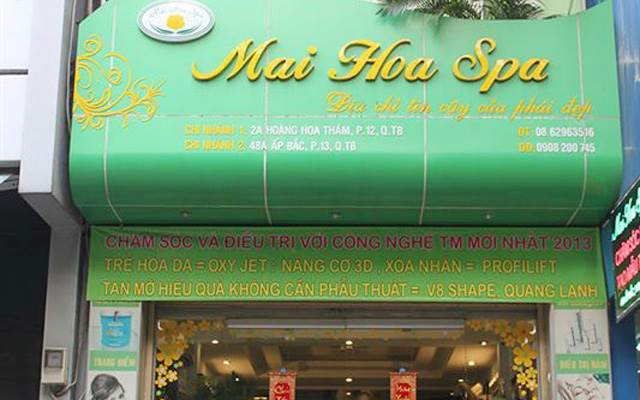 Mai Hoa Spa
Mai Hoa Spa
Địa chỉ tin cậy của phái đẹp
CHI NHÁNH 1: 2A HOÀNG HOA THÁM, P.12, Q.TB
ĐT: 08 62963516
CHI NHÁNH 2: 48A ẤP BẮC, P.13, Q.TB
DĐ: 0908 200 745
CHĂM SÓC VÀ ĐIỀU TRỊ VỚI CÔNG NGHỆ TM MỚI NHẤT 2013
TRẺ HÓA DA = OXY JET : NÂNG CƠ 3D , XÓA NHĂN = PROFILIFT
TAN MỠ HIỆU QUẢ KHÔNG CẦN PHẪU THUẬT = V8 SHAPE, QUANG LẠNH
TRANG ĐIỂM
ĐIỀU TRỊ NÁM